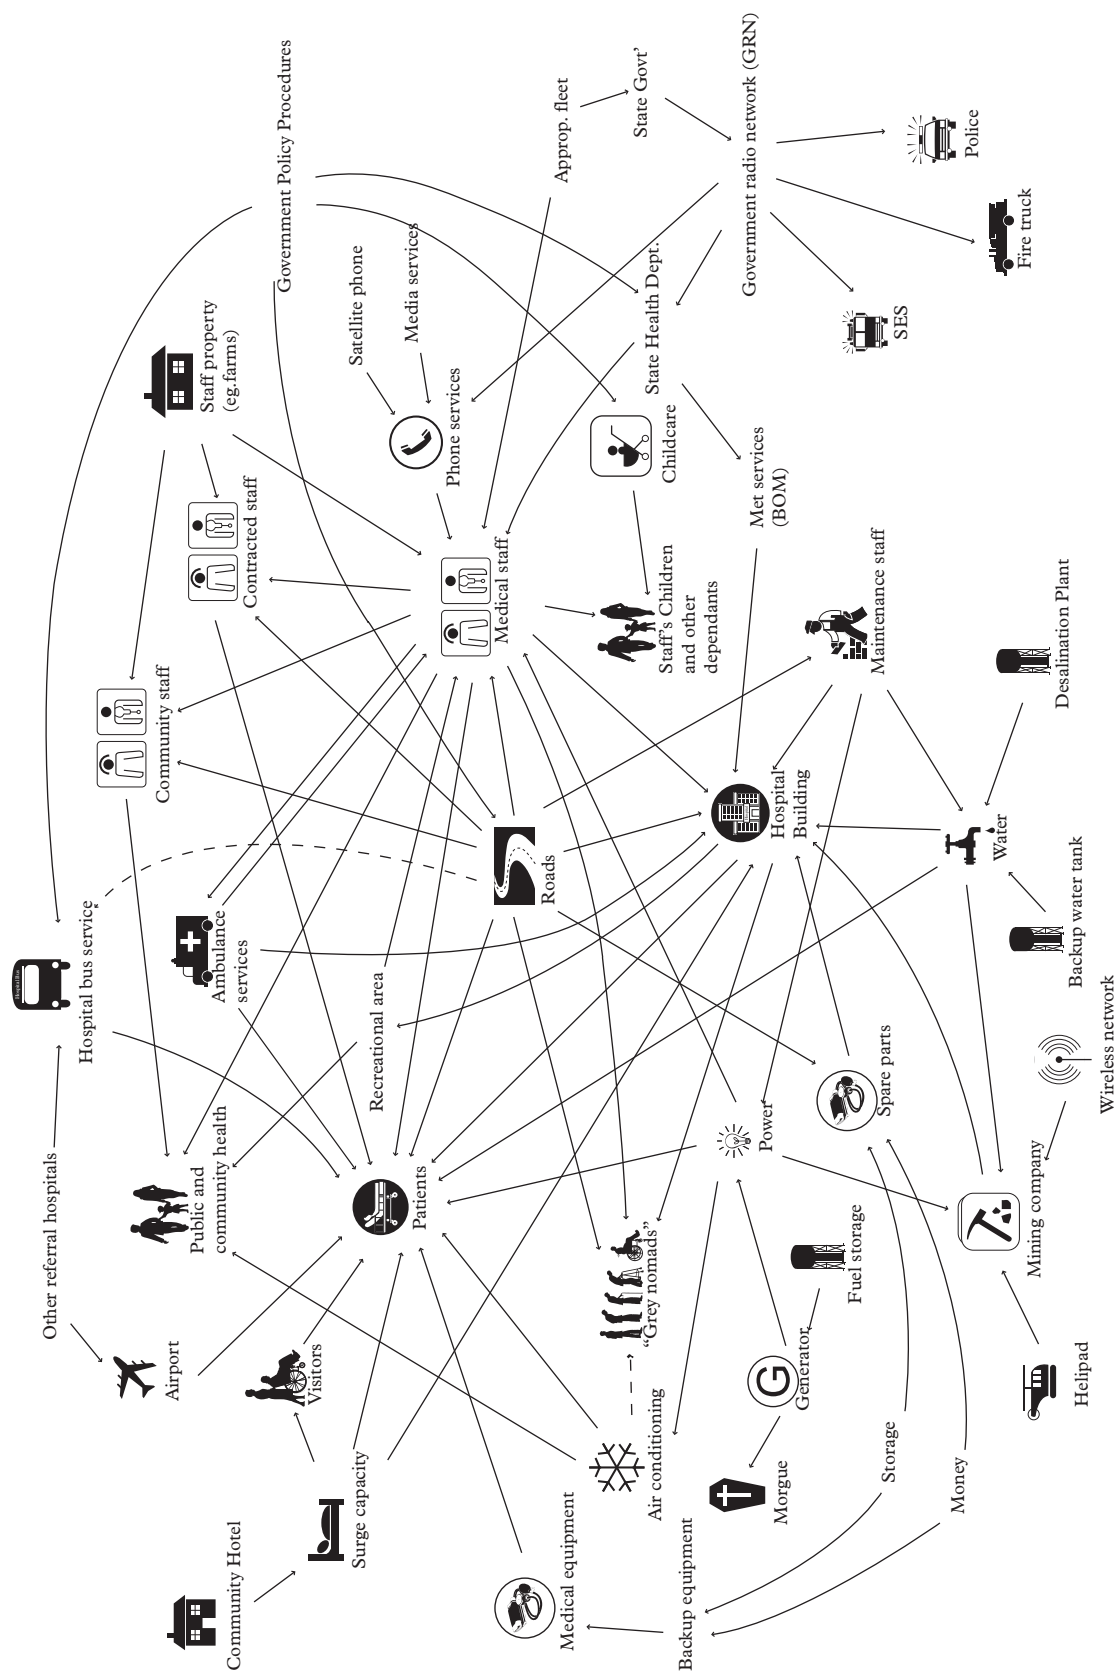 Hospital Bus
Other referral hospitals
Hospital bus service
Community staff
Airport
Public and
community health
Staff property
(eg.farms)
Ambulance
services
Community Hotel
Contracted staff
Government Policy Procedures
Visitors
Satellite phone
Surge capacity
Recreational area
Media services
Patients
Phone services
Medical staff
Roads
Approp. fleet
Medical equipment
State Govt’
“Grey nomads”
State Health Dept.
Air conditioning
Staff’s Children
and other
dependants
Childcare
Backup equipment
Government radio network (GRN)
Met services
(BOM)
Power
Hospital
Building
Morgue
G
Generator
Fuel storage
Maintenance staff
Spare parts
Storage
SES
Money
Police
Water
Fire truck
Mining company
Desalination Plant
Backup water tank
Helipad
Wireless network